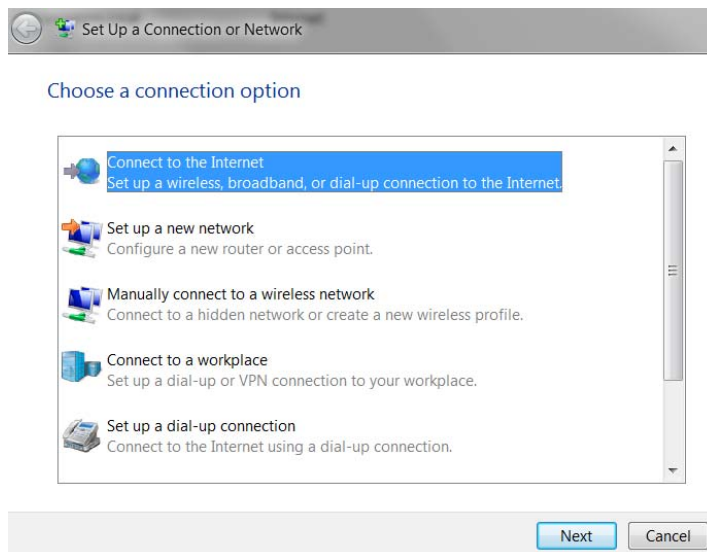 Set Up a Connection or Network
Choose a connection option
Connect to the Internet
Set up a wireless, broadband, or dial-up connection to the Internet.
Set up a new network
Configure a new router or access point.
Manually connect to a wireless network
Connect to a hidden network or create a new wireless profile.
Connect to a workplace
Set up a dial-up or VPN connection to your workplace.
Set up a dial-up connection
Connect to the Internet using a dial-up connection.
Next
Cancel